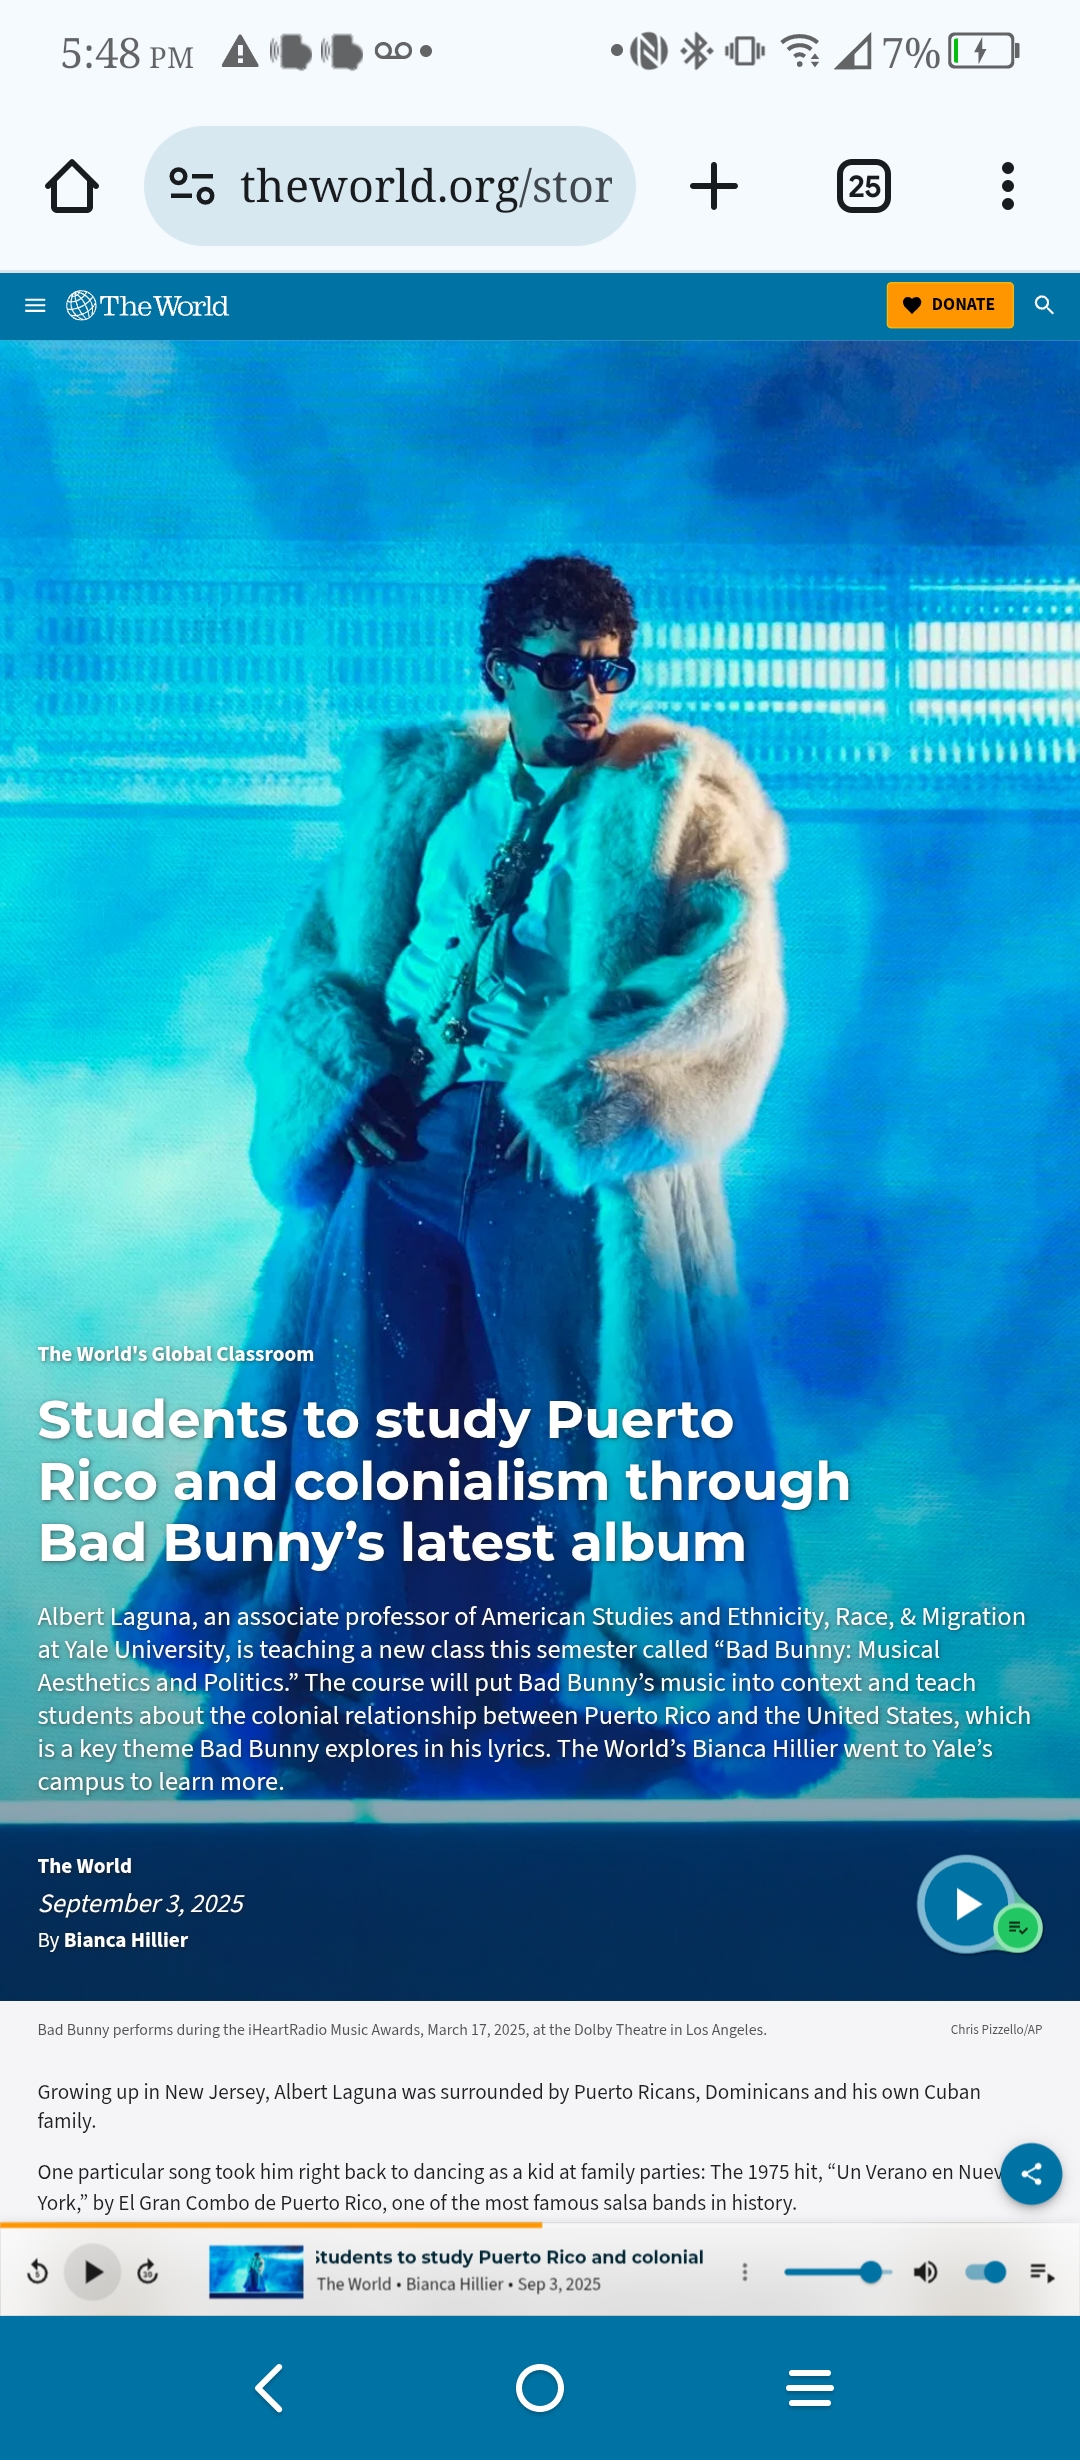 5:48 PM
7%
theworld.org/stor
25
The World
DONATE
The World's Global Classroom
Students to study Puerto
Rico and colonialism through
Bad Bunny’s latest album
Albert Laguna, an associate professor of American Studies and Ethnicity, Race, & Migration
at Yale University, is teaching a new class this semester called “Bad Bunny: Musical
Aesthetics and Politics.” The course will put Bad Bunny’s music into context and teach
students about the colonial relationship between Puerto Rico and the United States, which
is a key theme Bad Bunny explores in his lyrics. The World’s Bianca Hillier went to Yale’s
campus to learn more.
The World
September 3, 2025
By Bianca Hillier
Bad Bunny performs during the iHeartRadio Music Awards, March 17, 2025, at the Dolby Theatre in Los Angeles.
Chris Pizzello/AP
Growing up in New Jersey, Albert Laguna was surrounded by Puerto Ricans, Dominicans and his own Cuban
family.
One particular song took him right back to dancing as a kid at family parties: The 1975 hit, “Un Verano en Nuev
York,” by El Gran Combo de Puerto Rico, one of the most famous salsa bands in history.
5
30
Students to study Puerto Rico and colonial
The World • Bianca Hillier • Sep 3, 2025